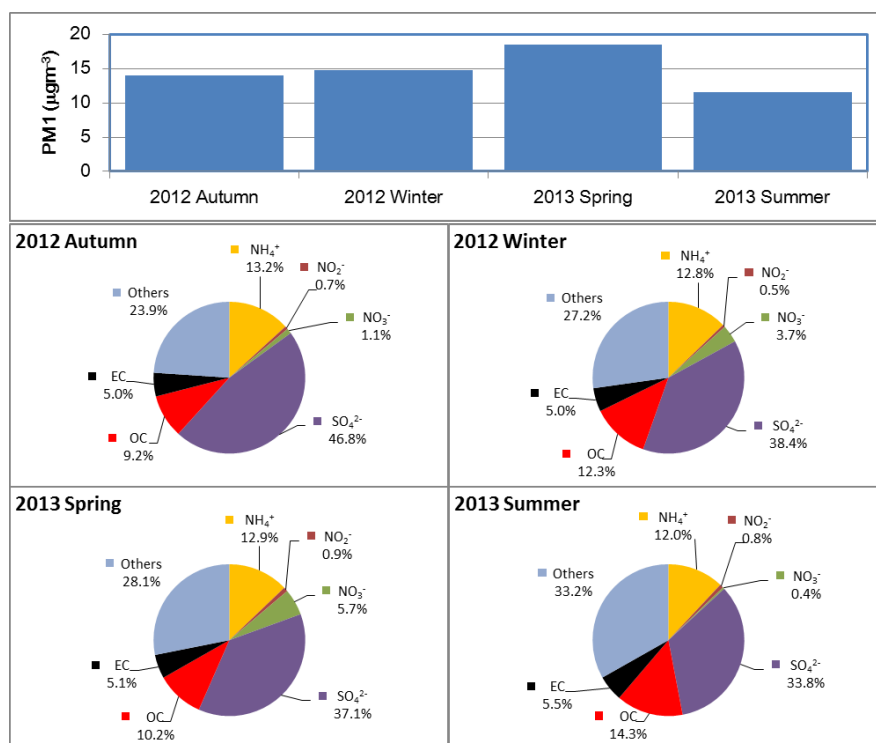 20
15
10
5
0
PM1 (µgm-³)
2012 Autumn
2012 Winter
2013 Spring
2013 Summer
2012 Autumn
NH₄⁺
13.2%
NO₂⁻
0.7%
NO₃⁻
1.1%
SO₄²⁻
46.8%
OC
9.2%
EC
5.0%
Others
23.9%
2012 Winter
NH₄⁺
12.8%
NO₂⁻
0.5%
NO₃⁻
3.7%
SO₄²⁻
38.4%
OC
12.3%
EC
5.0%
Others
27.2%
2013 Spring
NH₄⁺
12.9%
NO₂⁻
0.9%
NO₃⁻
5.7%
SO₄²⁻
37.1%
OC
10.2%
EC
5.1%
Others
28.1%
2013 Summer
NH₄⁺
12.0%
NO₂⁻
0.8%
NO₃⁻
0.4%
SO₄²⁻
33.8%
OC
14.3%
EC
5.5%
Others
33.2%